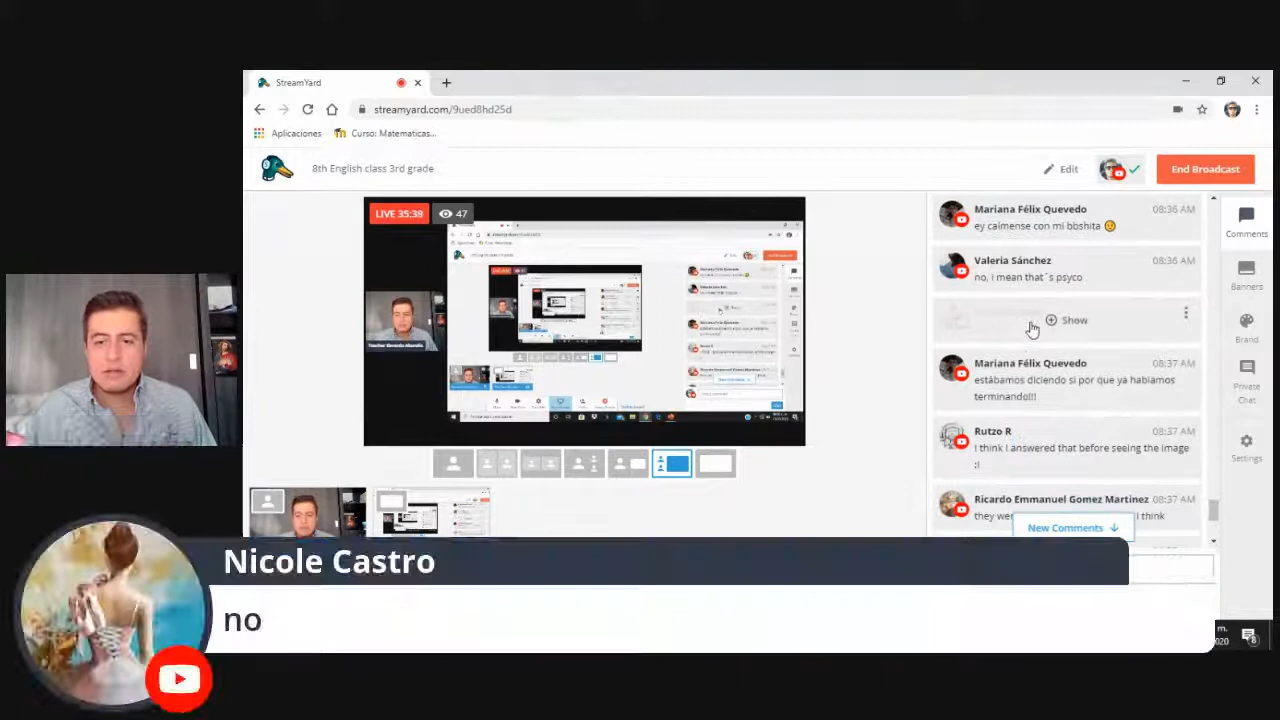 StreamYard
streamyard.com/9ued8hd25d
Aplicaciones
Curso: Matematicas...
8th English class 3rd grade
Edit
End Broadcast
LIVE 35:39
47
Mariana Félix Quevedo 08:36 AM
ey calmense con mi bbshita
Valeria Sánchez 08:36 AM
no, i mean that´s psyco
Show
Mariana Félix Quevedo 08:37 AM
estábamos diciendo si por que ya habíamos
terminando!!!
Rutzo R 08:37 AM
I think I answered that before seeing the image
:l
Ricardo Emmanuel Gomez Martinez 08:37 AM
they we
i think
New Comments
Comments
Banners
Brand
Private
Chat
Settings
Nicole Castro
no
m.
020
8